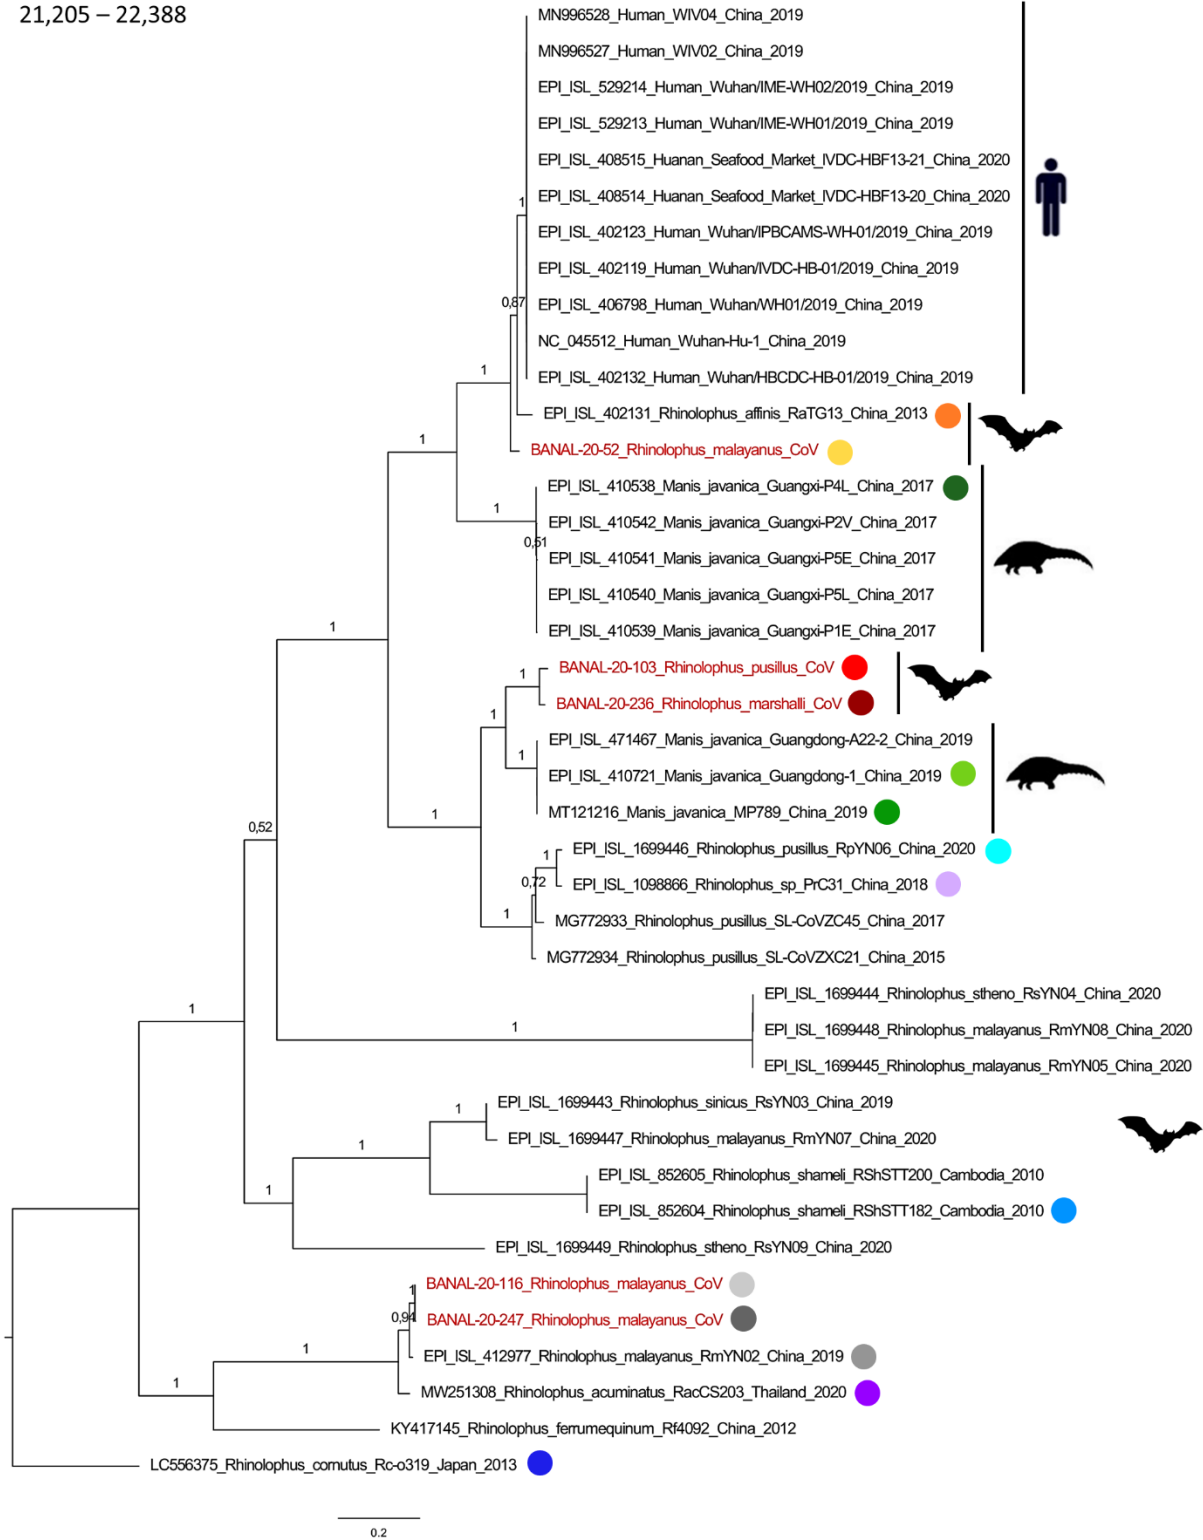 21,205 – 22,388
MN996528_Human_WIV04_China_2019
MN996527_Human_WIV02_China_2019
EPI_ISL_529214_Human_Wuhan/IME-WH02/2019_China_2019
EPI_ISL_529213_Human_Wuhan/IME-WH01/2019_China_2019
EPI_ISL_408515_Huanan_Seafood_Market_IVDC-HBF13-21_China_2020
EPI_ISL_408514_Huanan_Seafood_Market_IVDC-HBF13-20_China_2020
1
EPI_ISL_402123_Human_Wuhan/IPBCAMS-WH-01/2019_China_2019
EPI_ISL_402119_Human_Wuhan/IVDC-HB-01/2019_China_2019
0,87
EPI_ISL_406798_Human_Wuhan/WH01/2019_China_2019
NC_045512_Human_Wuhan-Hu-1_China_2019
1
EPI_ISL_402132_Human_Wuhan/HBCDC-HB-01/2019_China_2019
EPI_ISL_402131_Rhinolophus_affinis_RaTG13_China_2013
1
BANAL-20-52_Rhinolophus_malayanus_CoV
EPI_ISL_410538_Manis_javanica_Guangxi-P4L_China_2017
1
EPI_ISL_410542_Manis_javanica_Guangxi-P2V_China_2017
0,51
EPI_ISL_410541_Manis_javanica_Guangxi-P5E_China_2017
EPI_ISL_410540_Manis_javanica_Guangxi-P5L_China_2017
1
EPI_ISL_410539_Manis_javanica_Guangxi-P1E_China_2017
1
BANAL-20-103_Rhinolophus_pusillus_CoV
BANAL-20-236_Rhinolophus_marshalli_CoV
1
EPI_ISL_471467_Manis_javanica_Guangdong-A22-2_China_2019
1
EPI_ISL_410721_Manis_javanica_Guangdong-1_China_2019
1
MT121216_Manis_javanica_MP789_China_2019
0,52
EPI_ISL_1699446_Rhinolophus_pusillus_RpYN06_China_2020
1
0,72
EPI_ISL_1098866_Rhinolophus_sp_PrC31_China_2018
1
MG772933_Rhinolophus_pusillus_SL-CoVZC45_China_2017
MG772934_Rhinolophus_pusillus_SL-CoVZXC21_China_2015
EPI_ISL_1699444_Rhinolophus_stheno_RsYN04_China_2020
1
1
EPI_ISL_1699448_Rhinolophus_malayanus_RmYN08_China_2020
EPI_ISL_1699445_Rhinolophus_malayanus_RmYN05_China_2020
1
EPI_ISL_1699443_Rhinolophus_sinicus_RsYN03_China_2019
1
EPI_ISL_1699447_Rhinolophus_malayanus_RmYN07_China_2020
EPI_ISL_852605_Rhinolophus_shameli_RShSTT200_Cambodia_2010
1
EPI_ISL_852604_Rhinolophus_shameli_RShSTT182_Cambodia_2010
EPI_ISL_1699449_Rhinolophus_stheno_RsYN09_China_2020
1
BANAL-20-116_Rhinolophus_malayanus_CoV
0,94
BANAL-20-247_Rhinolophus_malayanus_CoV
1
EPI_ISL_412977_Rhinolophus_malayanus_RmYN02_China_2019
1
MW251308_Rhinolophus_acuminatus_RacCS203_Thailand_2020
KY417145_Rhinolophus_ferrumequinum_Rf4092_China_2012
LC556375_Rhinolophus_cornutus_Rc-o319_Japan_2013
0.2